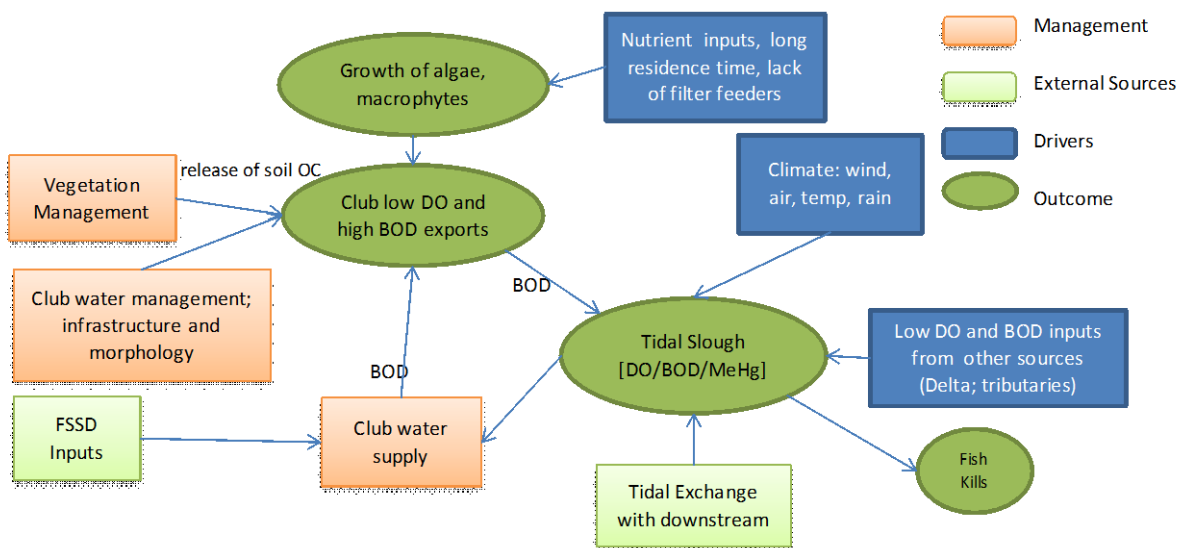 Growth of algae,
macrophytes
Nutrient inputs, long
residence time, lack
of filter feeders
Management
External Sources
Drivers
Outcome
Vegetation
Management
release of soil OC
Club low DO and
high BOD exports
Climate: wind,
air, temp, rain
Club water management;
infrastructure and
morphology
BOD
Tidal Slough
[DO/BOD/MeHg]
Low DO and BOD inputs
from other sources
(Delta; tributaries)
BOD
FSSD
Inputs
Club water
supply
Tidal Exchange
with downstream
Fish
Kills